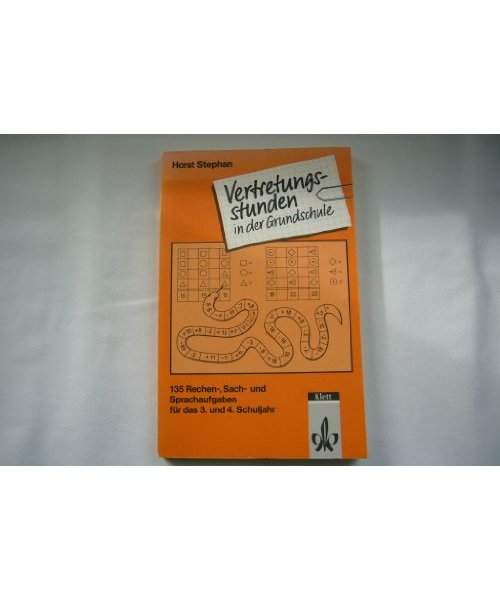 Horst Stephan
Vertretungs-
stunden
in der Grundschule
135 Rechen-, Sach- und
Sprachaufgaben
für das 3. und 4. Schuljahr
Klett